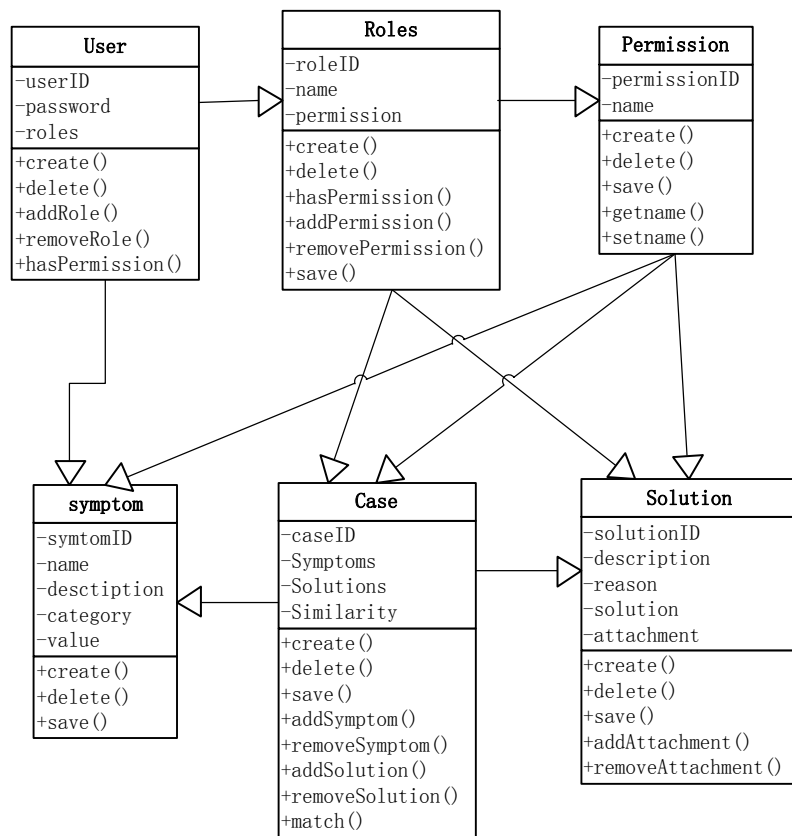 User
-userID
-password
-roles
+create()
+delete()
+addRole()
+removeRole()
+hasPermission()
Roles
-roleID
-name
-permission
+create()
+delete()
+hasPermission()
+addPermission()
+removePermission()
+save()
Permission
-permissionID
-name
+create()
+delete()
+save()
+getname()
+setname()
symptom
-symtomID
-name
-desctiption
-category
-value
+create()
+delete()
+save()
Case
-caseID
-Symptoms
-Solutions
-Similarity
+create()
+delete()
+save()
+addSymptom()
+removeSymptom()
+addSolution()
+removeSolution()
+match()
Solution
-solutionID
-description
-reason
-solution
-attachment
+create()
+delete()
+save()
+addAttachment()
+removeAttachment()